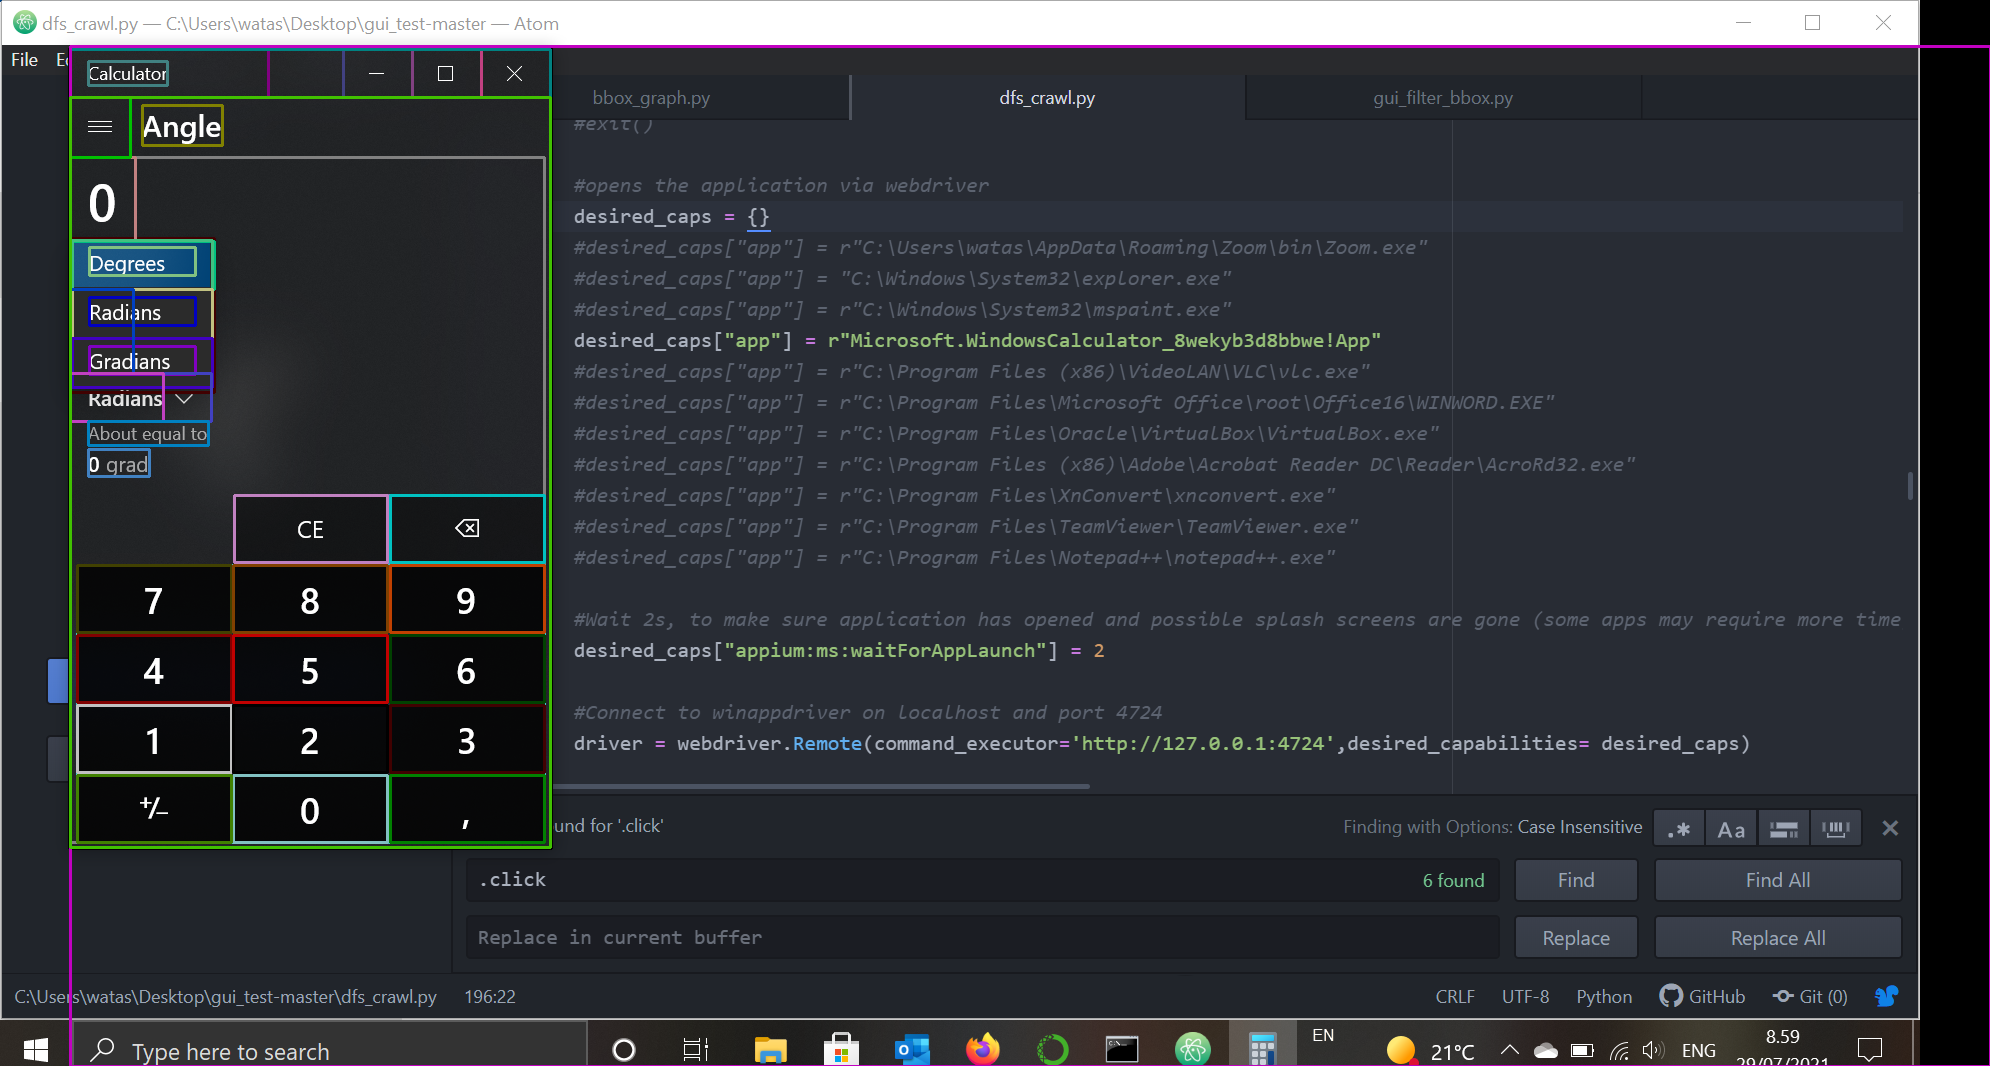 dfs_crawl.py — C:\Users\watas\Desktop\gui_test-master — Atom
File
Calculator
Angle
0
Degrees
Radians
Gradians
Radians
About equal to
0 grad
CE
7 8 9
4 5 6
1 2 3
+/− 0 ,
bbox_graph.py dfs_crawl.py gui_filter_bbox.py
#exit()
#opens the application via webdriver
desired_caps = {}
#desired_caps["app"] = r"C:\Users\watas\AppData\Roaming\Zoom\bin\Zoom.exe"
#desired_caps["app"] = "C:\Windows\System32\explorer.exe"
#desired_caps["app"] = r"C:\Windows\System32\mspaint.exe"
desired_caps["app"] = r"Microsoft.WindowsCalculator_8wekyb3d8bbwe!App"
#desired_caps["app"] = r"C:\Program Files (x86)\VideoLAN\VLC\vlc.exe"
#desired_caps["app"] = r"C:\Program Files\Microsoft Office\root\Office16\WINWORD.EXE"
#desired_caps["app"] = r"C:\Program Files\Oracle\VirtualBox\VirtualBox.exe"
#desired_caps["app"] = r"C:\Program Files (x86)\Adobe\Acrobat Reader DC\Reader\AcroRd32.exe"
#desired_caps["app"] = r"C:\Program Files\XnConvert\xnconvert.exe"
#desired_caps["app"] = r"C:\Program Files\TeamViewer\TeamViewer.exe"
#desired_caps["app"] = r"C:\Program Files\Notepad++\notepad++.exe"
#Wait 2s, to make sure application has opened and possible splash screens are gone (some apps may require more time
desired_caps["appium:ms:waitForAppLaunch"] = 2
#Connect to winappdriver on localhost and port 4724
driver = webdriver.Remote(command_executor='http://127.0.0.1:4724',desired_capabilities= desired_caps)
und for '.click' Finding with Options: Case Insensitive .* Aa
.click 6 found Find Find All
Replace in current buffer Replace Replace All
C:\Users\watas\Desktop\gui_test-master\dfs_crawl.py 196:22 CRLF UTF-8 Python GitHub Git (0)
Type here to search EN 21°C ENG 8.59
29/07/2021